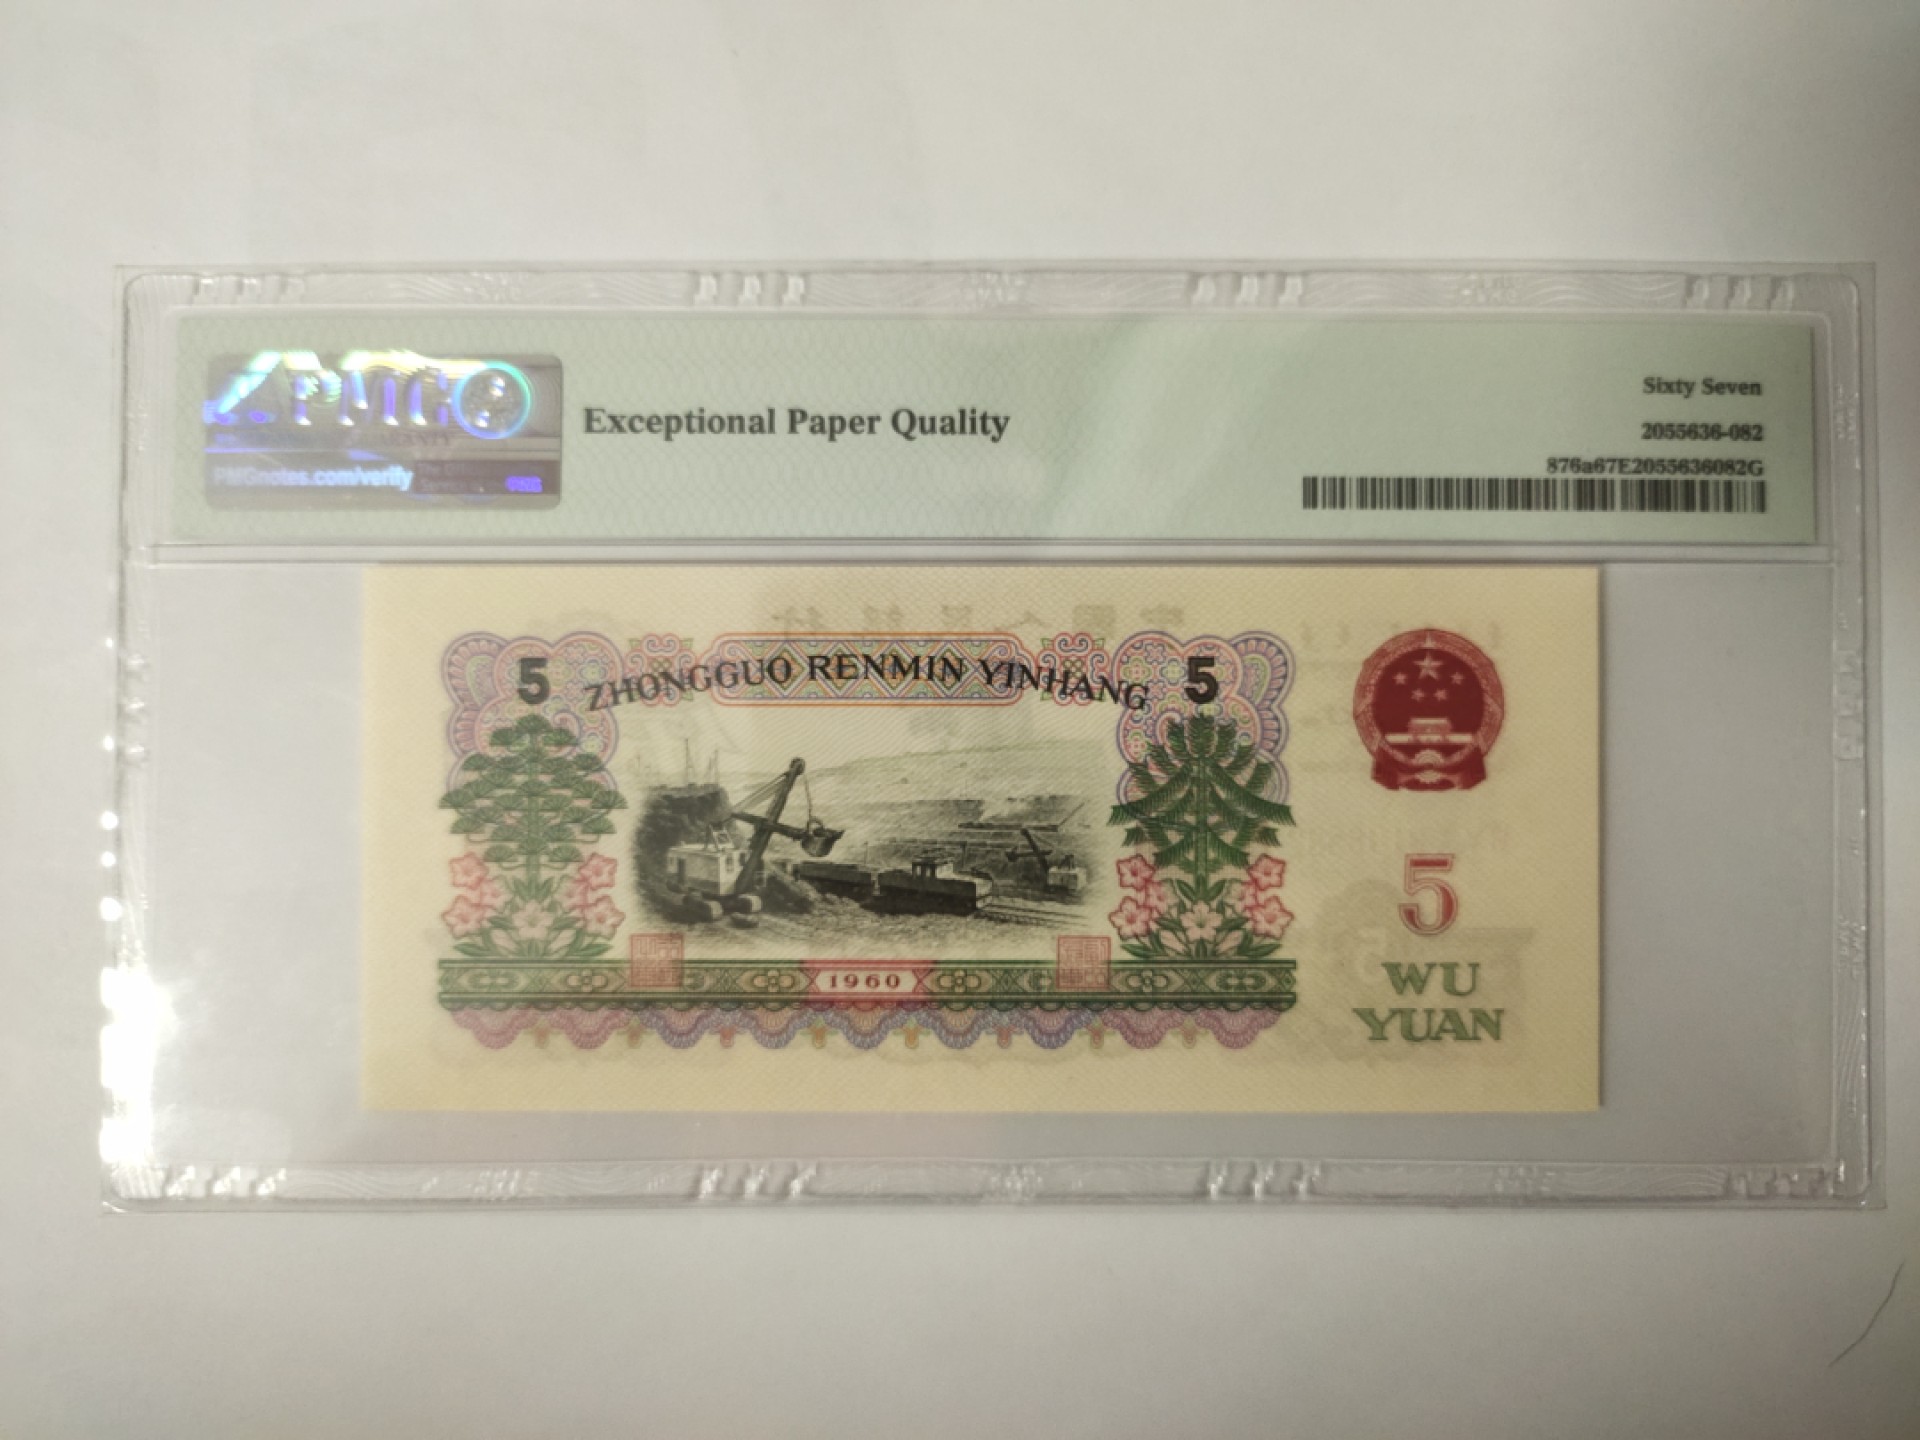 PMG
PMGnotes.com/verify
Exceptional Paper Quality
Sixty Seven
2055636-082
876a67E2055636082G
5 ZHONGGUO RENMIN YINHANG 5
5
WU
YUAN
1960